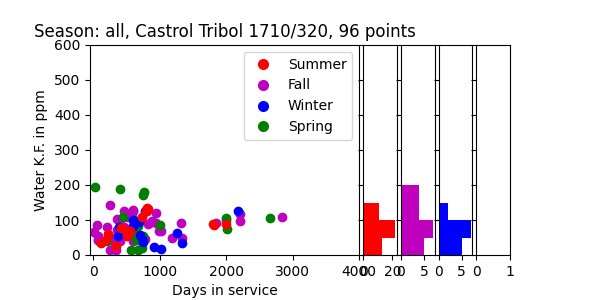 Season: all, Castrol Tribol 1710/320, 96 points
Water K.F. in ppm
600
500
400
300
200
100
0
Summer
Fall
Winter
Spring
0 1000 2000 3000 4000 0 20 0 5 0 5 0 1
Days in service